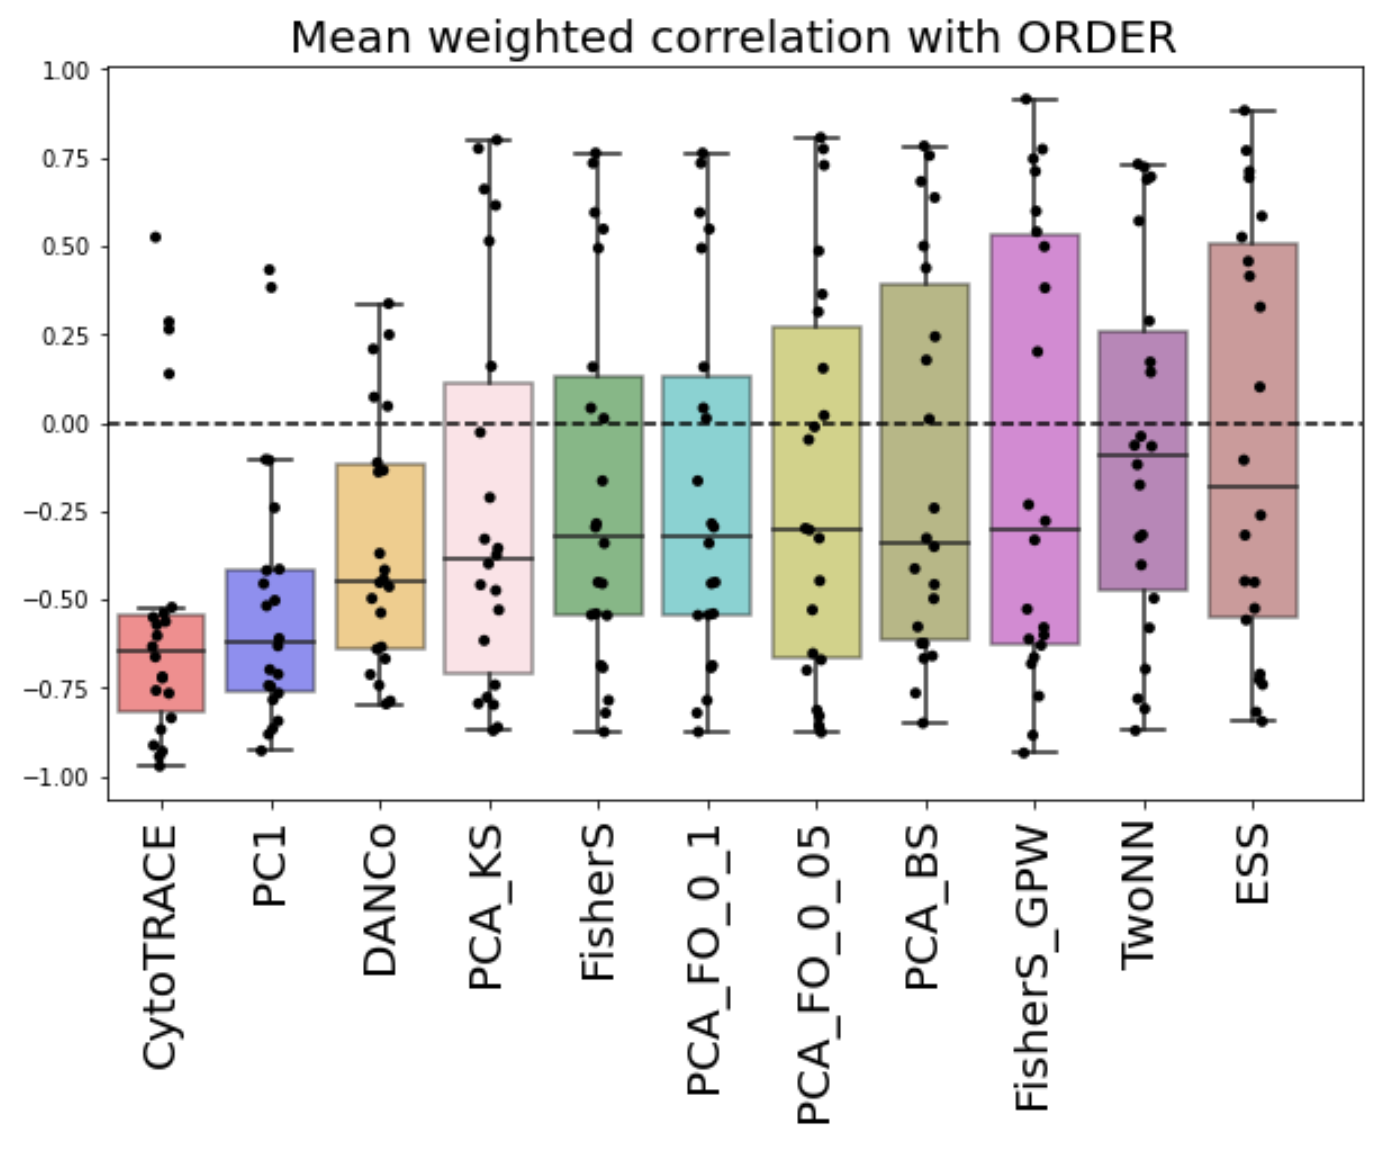 Mean weighted correlation with ORDER
1.00
0.75
0.50
0.25
0.00
−0.25
−0.50
−0.75
−1.00
CytoTRACE
PC1
DANCo
PCA_KS
FisherS
PCA_FO_0_1
PCA_FO_0_05
PCA_BS
FisherS_GPW
TwoNN
ESS